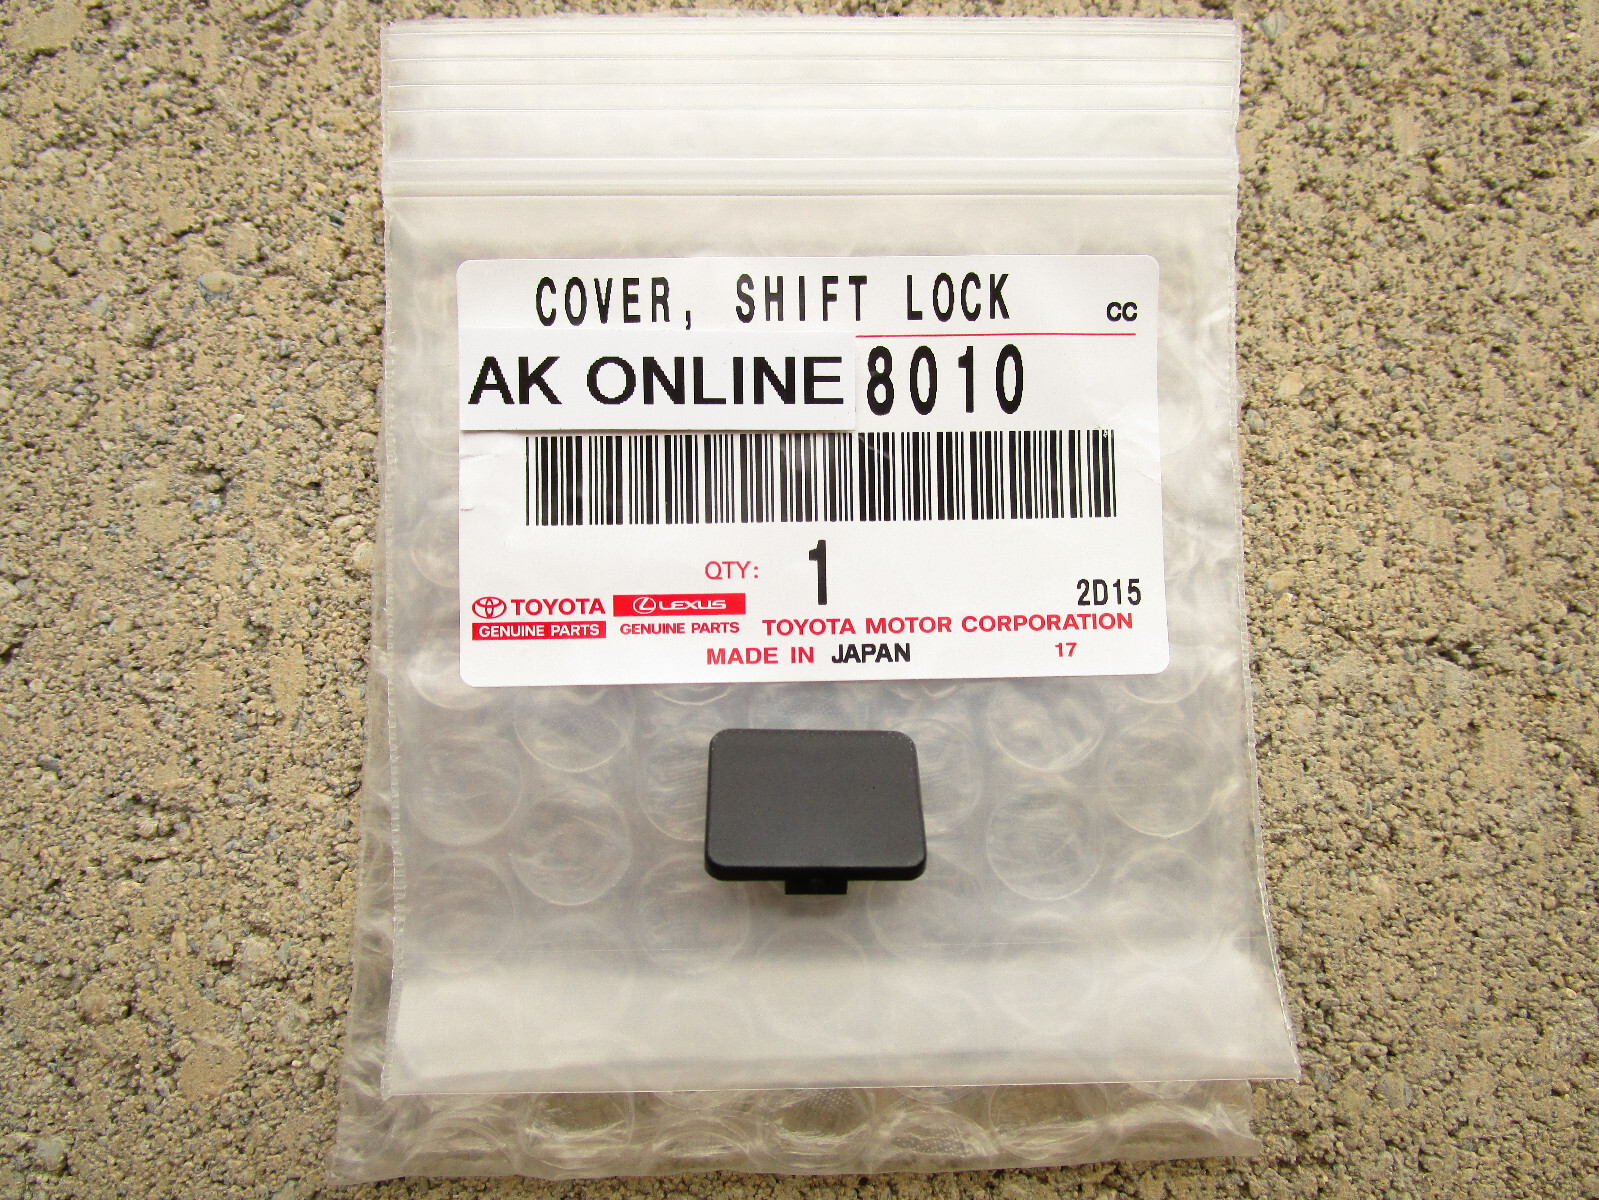 COVER, SHIFT LOCK
CC
AK ONLINE 8010
QTY: 1
2D15
TOYOTA
GENUINE PARTS
LEXUS
GENUINE PARTS
TOYOTA MOTOR CORPORATION
MADE IN JAPAN
17